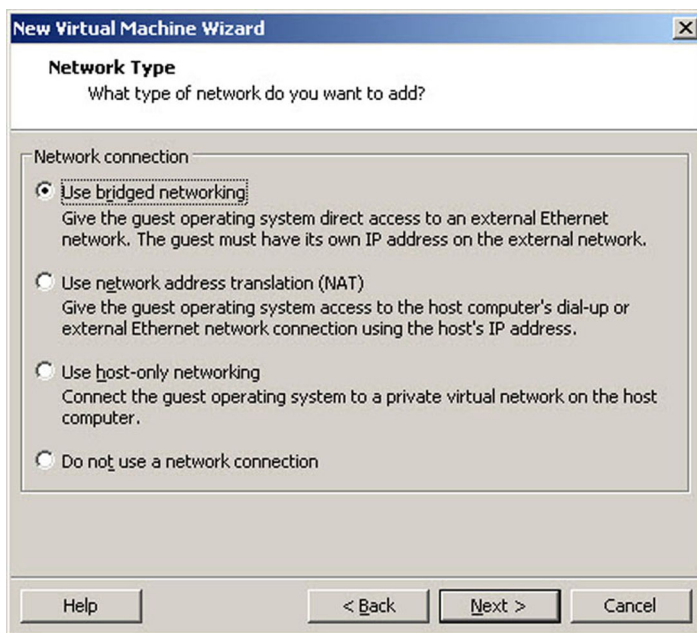 New Virtual Machine Wizard
Network Type
What type of network do you want to add?
Network connection
Use bridged networking
Give the guest operating system direct access to an external Ethernet
network. The guest must have its own IP address on the external network.
Use network address translation (NAT)
Give the guest operating system access to the host computer's dial-up or
external Ethernet network connection using the host's IP address.
Use host-only networking
Connect the guest operating system to a private virtual network on the host
computer.
Do not use a network connection
Help
< Back
Next >
Cancel